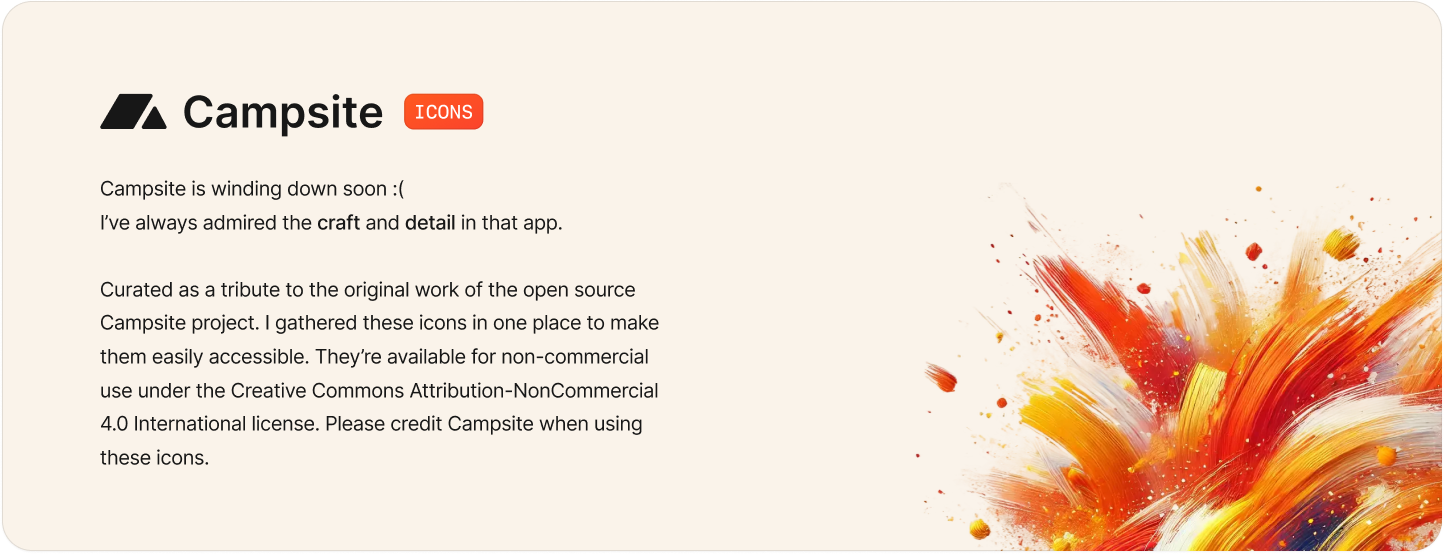 Campsite ICONS
Campsite is winding down soon :(
I’ve always admired the craft and detail in that app.
Curated as a tribute to the original work of the open source
Campsite project. I gathered these icons in one place to make
them easily accessible. They’re available for non-commercial
use under the Creative Commons Attribution-NonCommercial
4.0 International license. Please credit Campsite when using
these icons.